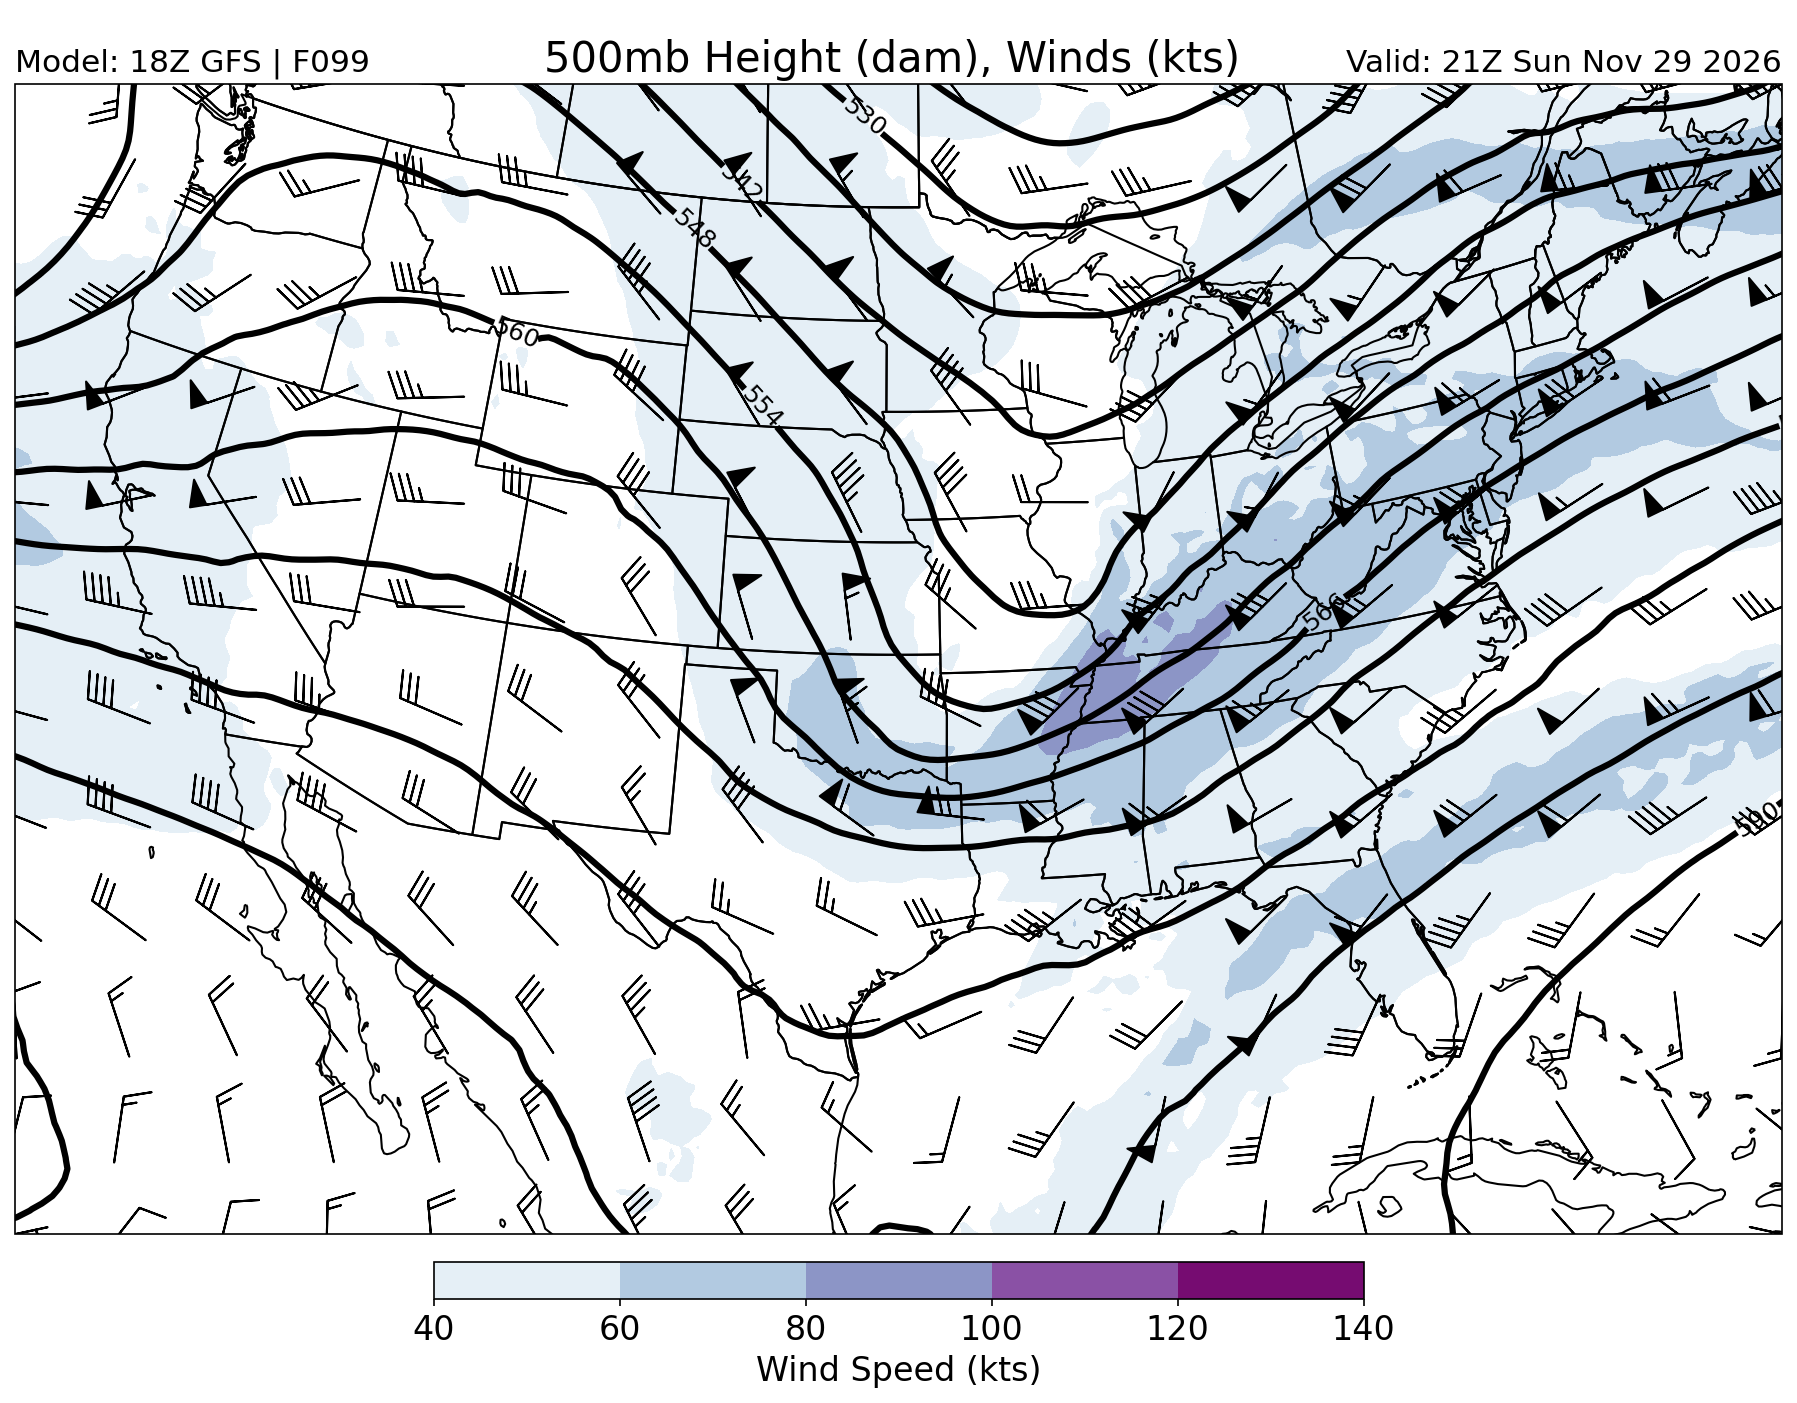 Model: 18Z GFS | F099
500mb Height (dam), Winds (kts)
Valid: 21Z Sun Nov 29 2026
530
542
548
560
554
566
590
40 60 80 100 120 140
Wind Speed (kts)